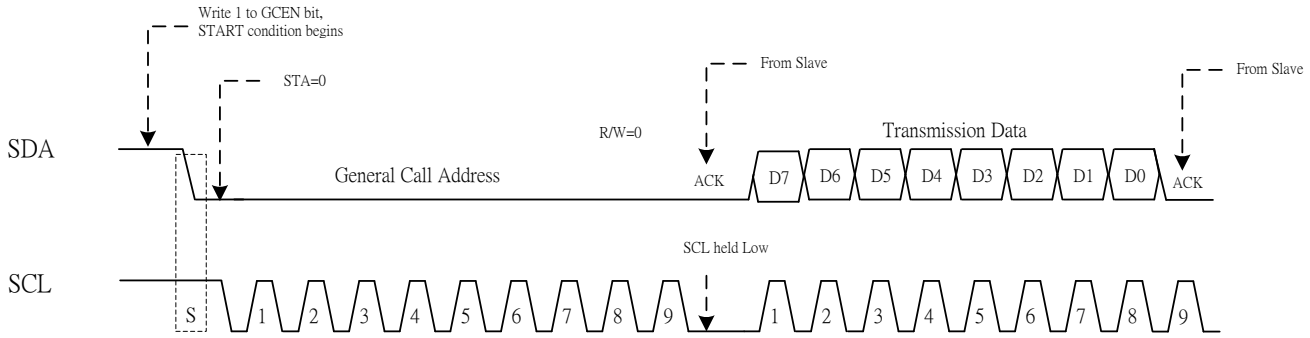 Write 1 to GCEN bit,
START condition begins
STA=0
From Slave
From Slave
R/W=0
Transmission Data
SDA
General Call Address
ACK
D7 D6 D5 D4 D3 D2 D1 D0
ACK
SCL held Low
SCL
S
1 2 3 4 5 6 7 8 9
1 2 3 4 5 6 7 8 9